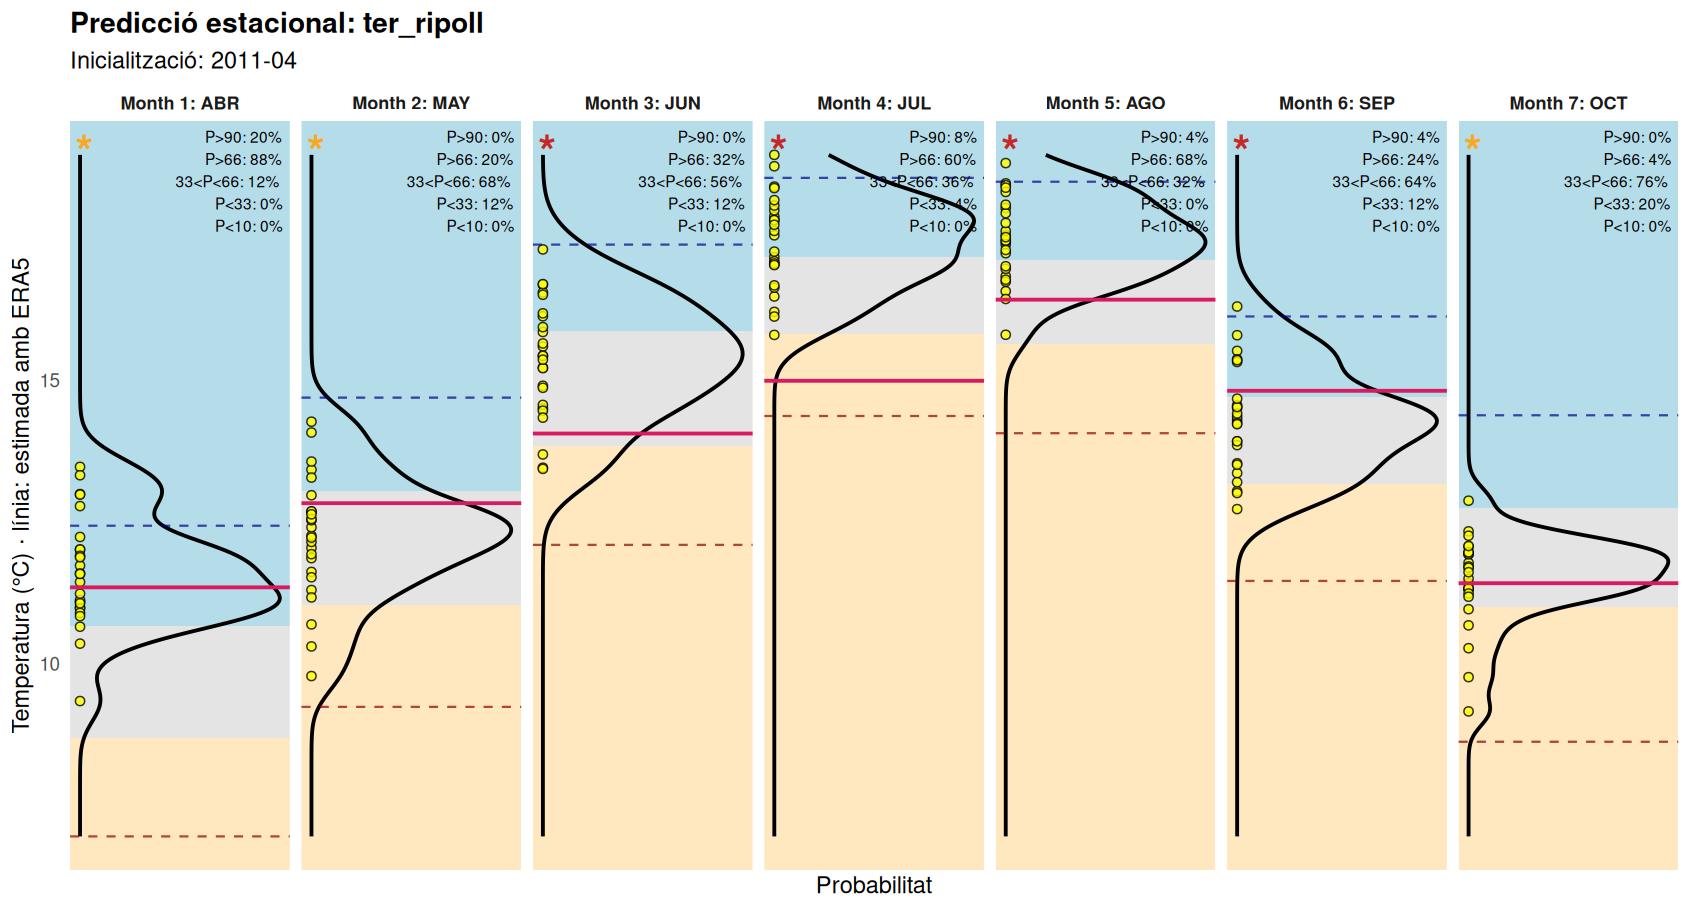 Predicció estacional: ter_ripoll
Inicialització: 2011-04
Month 1: ABR
Month 2: MAY
Month 3: JUN
Month 4: JUL
Month 5: AGO
Month 6: SEP
Month 7: OCT
*
P>90: 20%
P>66: 88%
33<P<66: 12%
P<33: 0%
P<10: 0%
*
P>90: 0%
P>66: 20%
33<P<66: 68%
P<33: 12%
P<10: 0%
*
P>90: 0%
P>66: 32%
33<P<66: 56%
P<33: 12%
P<10: 0%
*
P>90: 8%
P>66: 60%
33<P<66: 36%
P<33: 4%
P<10: 0%
*
P>90: 4%
P>66: 68%
33<P<66: 32%
P<33: 0%
P<10: 0%
*
P>90: 4%
P>66: 24%
33<P<66: 64%
P<33: 12%
P<10: 0%
*
P>90: 0%
P>66: 4%
33<P<66: 76%
P<33: 20%
P<10: 0%
15
10
Temperatura (°C) · línia: estimada amb ERA5
Probabilitat